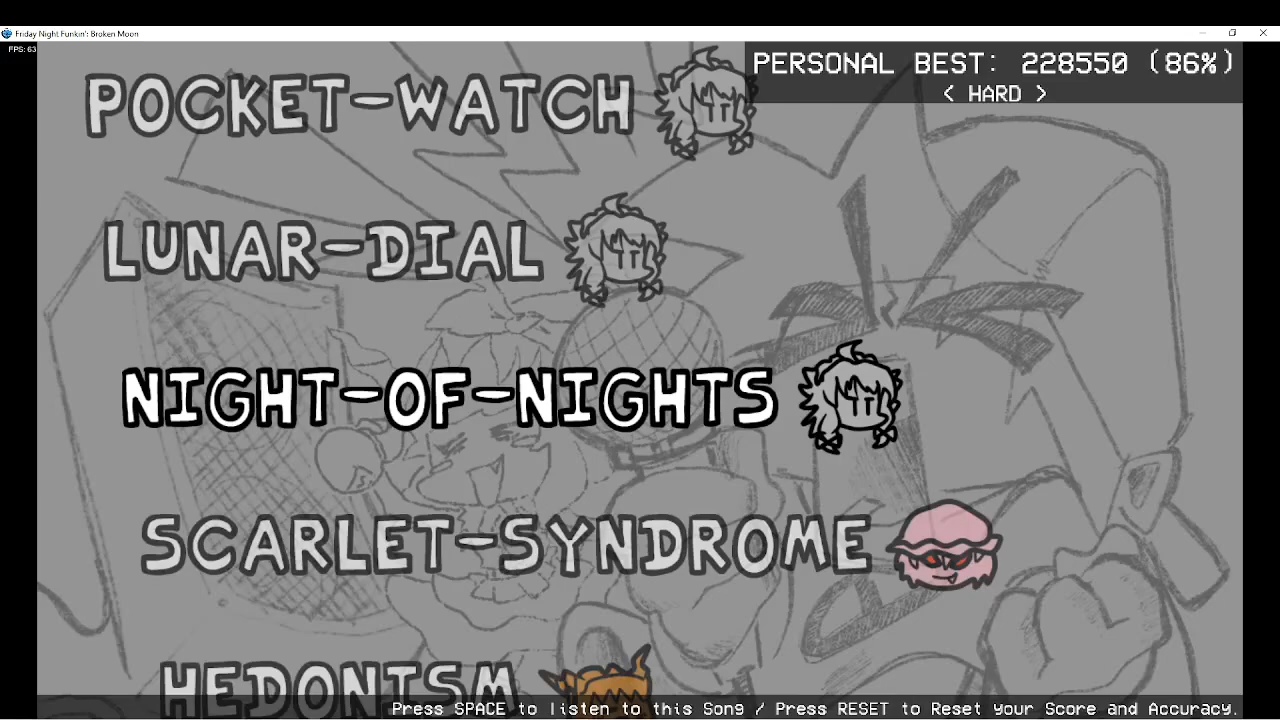 Friday Night Funkin': Broken Moon
FPS: 63
PERSONAL BEST: 228550 (86%)
< HARD >
POCKET-WATCH
LUNAR-DIAL
NIGHT-OF-NIGHTS
SCARLET-SYNDROME
HEDONISM
Press SPACE to listen to this Song / Press RESET to Reset your Score and Accuracy.